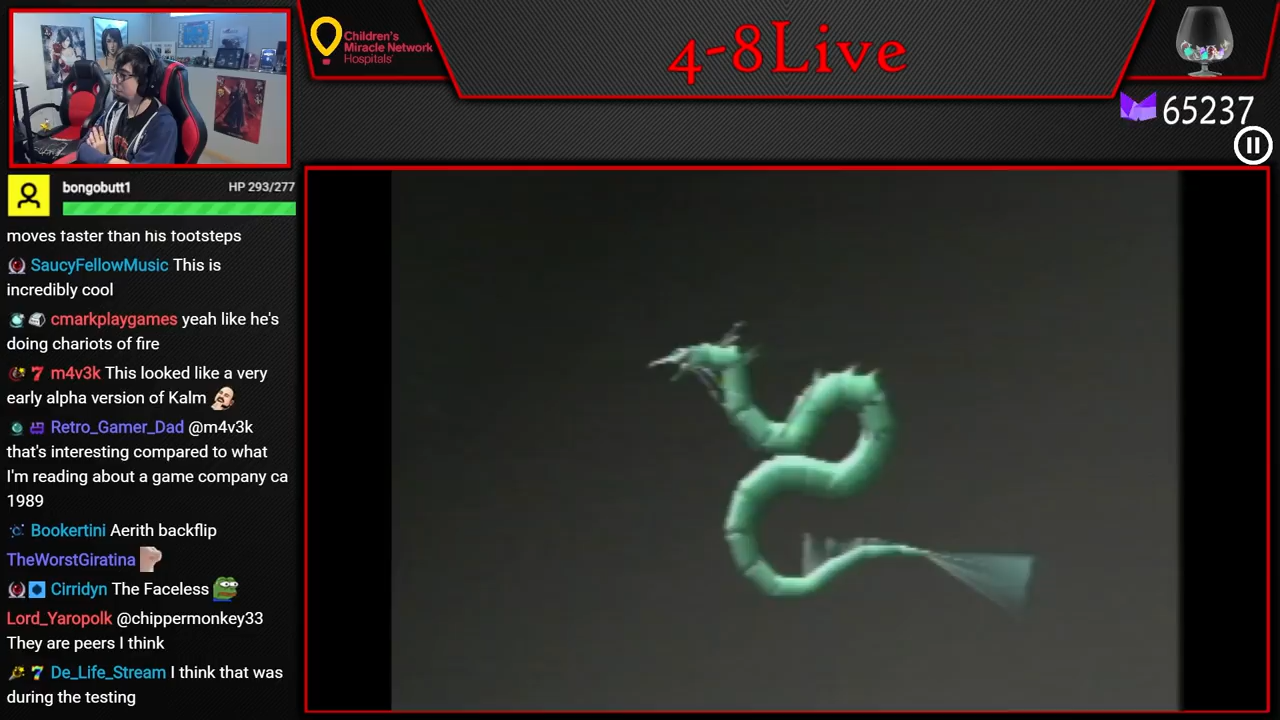 Children's
Miracle Network
Hospitals
4-8Live
65237
bongobutt1 HP 293/277
moves faster than his footsteps
SaucyFellowMusic This is
incredibly cool
cmarkplaygames yeah like he's
doing chariots of fire
7 m4v3k This looked like a very
early alpha version of Kalm
Retro_Gamer_Dad @m4v3k
that's interesting compared to what
I'm reading about a game company ca
1989
Bookertini Aerith backflip
TheWorstGiratina
Cirridyn The Faceless
Lord_Yaropolk @chippermonkey33
They are peers I think
7 De_Life_Stream I think that was
during the testing